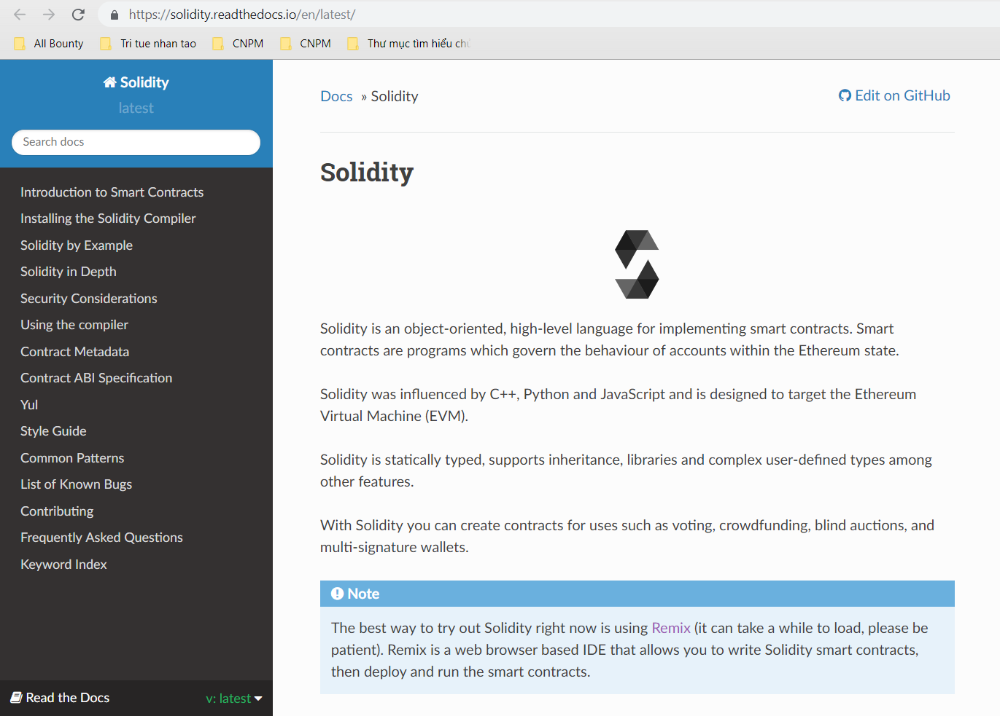 https://solidity.readthedocs.io/en/latest/
All Bounty
Tri tue nhan tao
CNPM
CNPM
Thư mục tìm hiểu
Solidity
latest
Search docs
Introduction to Smart Contracts
Installing the Solidity Compiler
Solidity by Example
Solidity in Depth
Security Considerations
Using the compiler
Contract Metadata
Contract ABI Specification
Yul
Style Guide
Common Patterns
List of Known Bugs
Contributing
Frequently Asked Questions
Keyword Index
Read the Docs
v: latest
Docs » Solidity
Edit on GitHub
Solidity
Solidity is an object-oriented, high-level language for implementing smart contracts. Smart
contracts are programs which govern the behaviour of accounts within the Ethereum state.
Solidity was influenced by C++, Python and JavaScript and is designed to target the Ethereum
Virtual Machine (EVM).
Solidity is statically typed, supports inheritance, libraries and complex user-defined types among
other features.
With Solidity you can create contracts for uses such as voting, crowdfunding, blind auctions, and
multi-signature wallets.
Note
The best way to try out Solidity right now is using Remix (it can take a while to load, please be
patient). Remix is a web browser based IDE that allows you to write Solidity smart contracts,
then deploy and run the smart contracts.